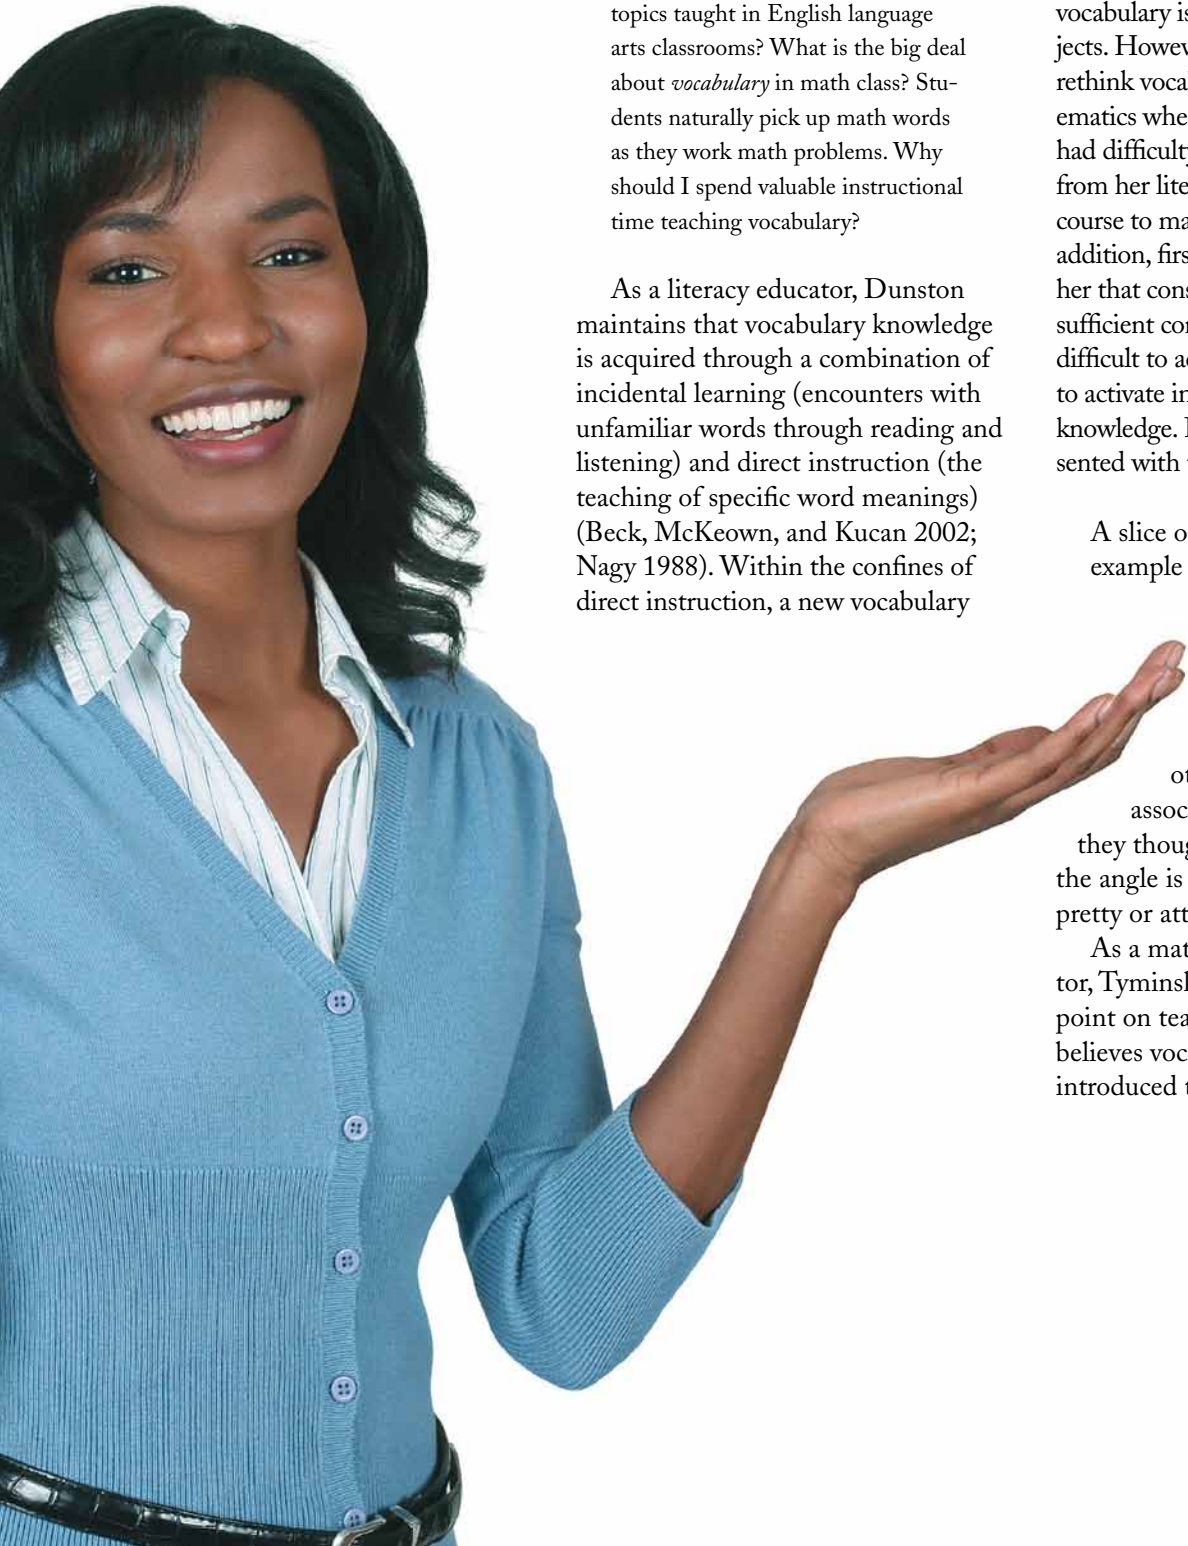 topics taught in English language
arts classrooms? What is the big deal
about vocabulary in math class? Stu-
dents naturally pick up math words
as they work math problems. Why
should I spend valuable instructional
time teaching vocabulary?
As a literacy educator, Dunston
maintains that vocabulary knowledge
is acquired through a combination of
incidental learning (encounters with
unfamiliar words through reading and
listening) and direct instruction (the
teaching of specific word meanings)
(Beck, McKeown, and Kucan 2002;
Nagy 1988). Within the confines of
direct instruction, a new vocabulary
vocabulary is
jects. Howev
rethink voca
ematics whe
had difficulty
from her lite
course to ma
addition, firs
her that cons
sufficient con
difficult to ac
to activate in
knowledge.
sented with
A slice o
example
ot
assoc
they thoug
the angle is
pretty or att
As a mat
tor, Tyminsk
point on tea
believes voc
introduced t